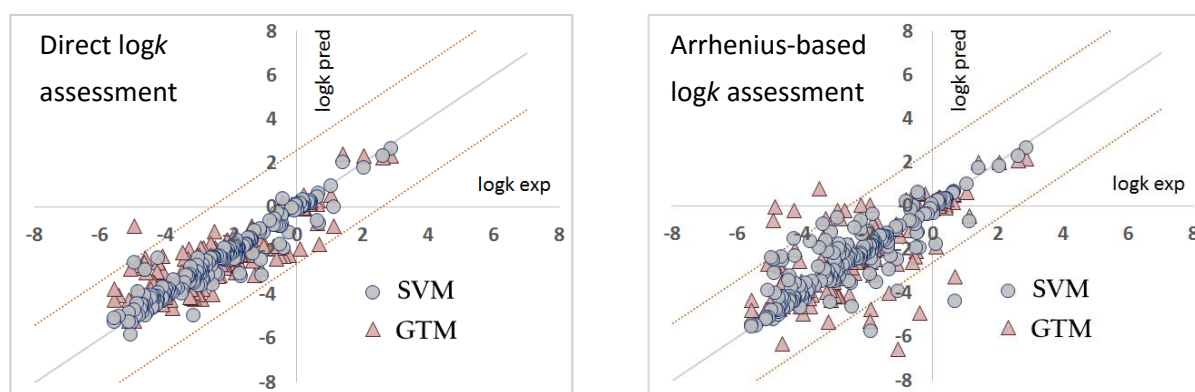 Direct logk
assessment
logk pred
8
6
4
2
0
-2
-4
-6
-8
-8 -6 -4 -2 0 2 4 6 8
logk exp
SVM
GTM
Arrhenius-based
logk assessment
logk pred
8
6
4
2
0
-2
-4
-6
-8
-8 -6 -4 -2 0 2 4 6 8
logk exp
SVM
GTM